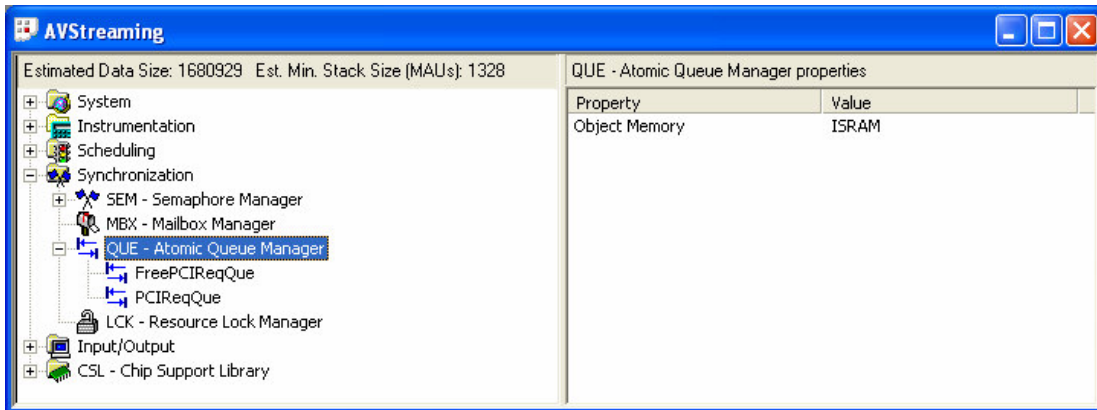 AVStreaming
Estimated Data Size: 1680929   Est. Min. Stack Size (MAUs): 1328
System
Instrumentation
Scheduling
Synchronization
SEM - Semaphore Manager
MBX - Mailbox Manager
QUE - Atomic Queue Manager
FreePCIReqQue
PCIReqQue
LCK - Resource Lock Manager
Input/Output
CSL - Chip Support Library
QUE - Atomic Queue Manager properties
Property Value
Object Memory ISRAM